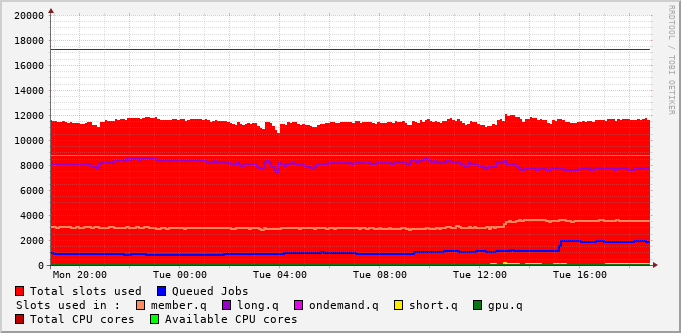 20000
18000
16000
14000
12000
10000
8000
6000
4000
2000
0
Mon 20:00 Tue 00:00 Tue 04:00 Tue 08:00 Tue 12:00 Tue 16:00
RRDTOOL / TOBI OETIKER
Total slots used Queued Jobs
Slots used in : member.q long.q ondemand.q short.q gpu.q
Total CPU cores Available CPU cores